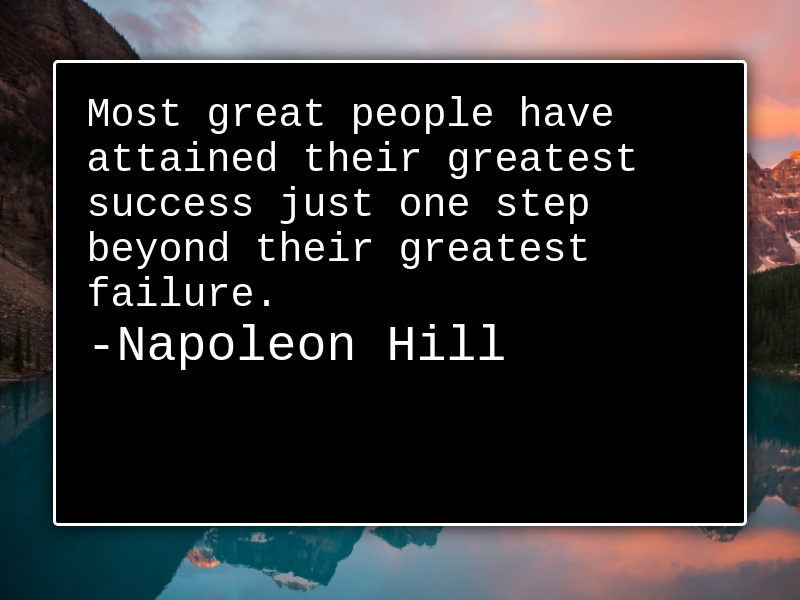 Most great people have
attained their greatest
success just one step
beyond their greatest
failure.
-Napoleon Hill